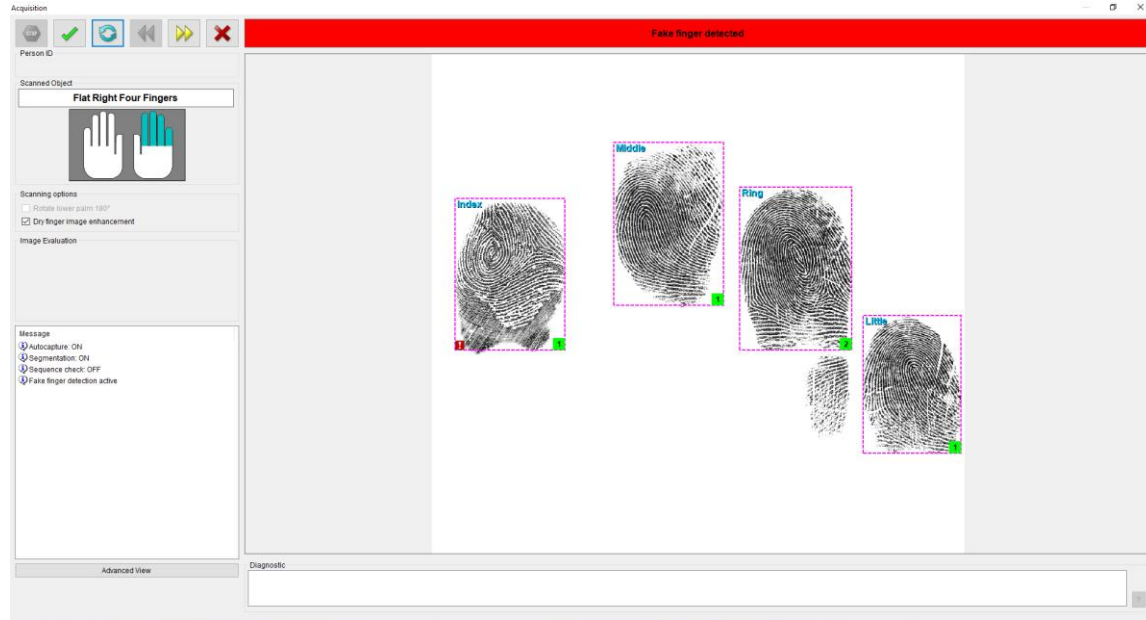 Acquisition
STOP
Fake finger detected
Person ID
Scanned Object
Flat Right Four Fingers
Scanning options
Rotate lower palm 180°
Dry finger image enhancement
Image Evaluation
Message
Autocapture: ON
Segmentation: ON
Sequence check: OFF
Fake finger detection active
Advanced View
Middle
1
Ring
2
Index
!
1
Little
1
Diagnostic